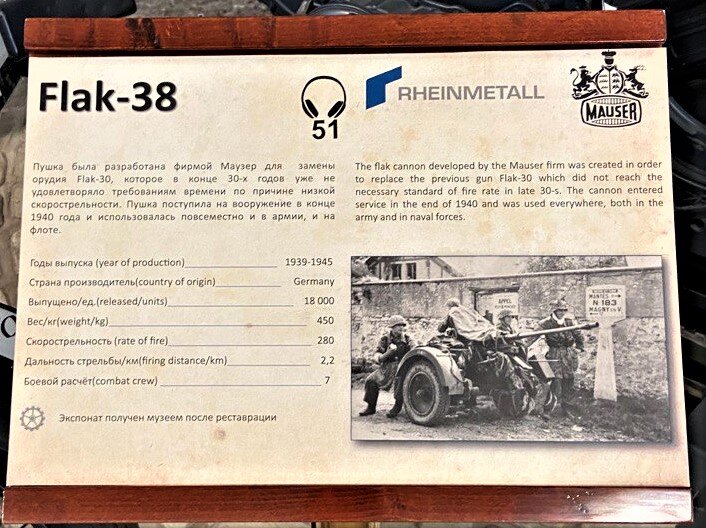 Flak-38
51
RHEINMETALL
MAUSER
Пушка была разработана фирмой Маузер для замены
орудия Flak-30, которое в конце 30-х годов уже не
удовлетворяло требованиям времени по причине низкой
скорострельности. Пушка поступила на вооружение в конце
1940 года и использовалась повсеместно и в армии, и на
флоте.
The flak cannon developed by the Mauser firm was created in order
to replace the previous gun Flak-30 which did not reach the
necessary standard of fire rate in late 30-s. The cannon entered
service in the end of 1940 and was used everywhere, both in the
army and in naval forces.
Годы выпуска (year of production) 1939-1945
Страна производитель(country of origin) Germany
Выпущено/ед.(released/units) 18 000
Вес/кг(weight/kg) 450
Скорострельность (rate of fire) 280
Дальность стрельбы/км(firing distance/km) 2,2
Боевой расчёт(combat crew) 7
Экспонат получен музеем после реставрации
APPEL
MANTES
N 183
MAGNY EN V.